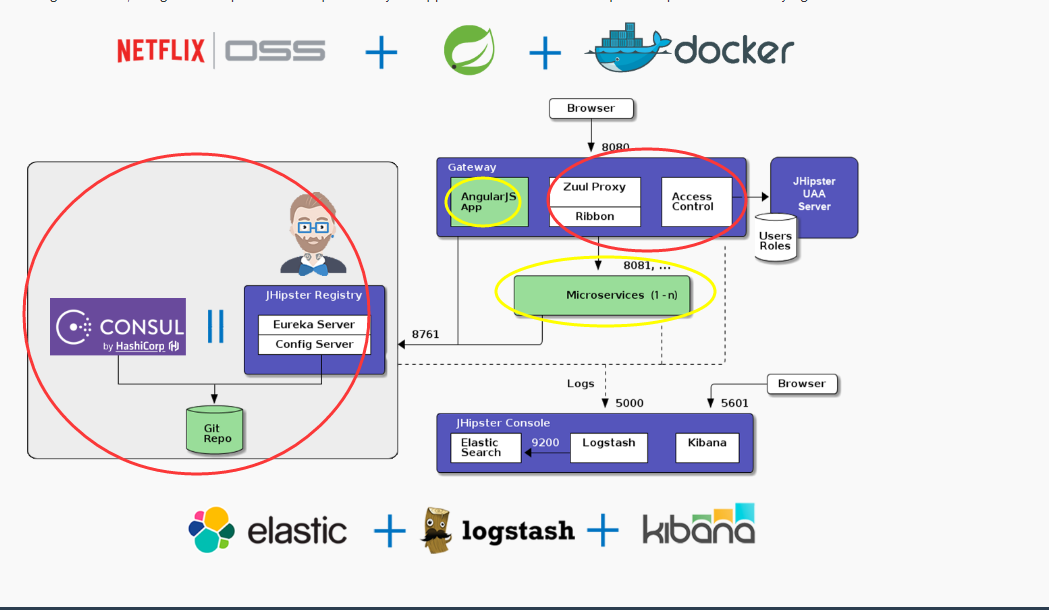 NETFLIX OSS
docker
Browser
8080
Gateway
AngularJS
App
Zuul Proxy
Ribbon
Access
Control
JHipster
UAA
Server
Users
Roles
8081, ...
Microservices (1 - n)
JHipster Registry
Eureka Server
Config Server
CONSUL
by HashiCorp
8761
Git
Repo
Logs
5000
Browser
5601
JHipster Console
Elastic
Search
9200
Logstash
Kibana
elastic
logstash
kibana